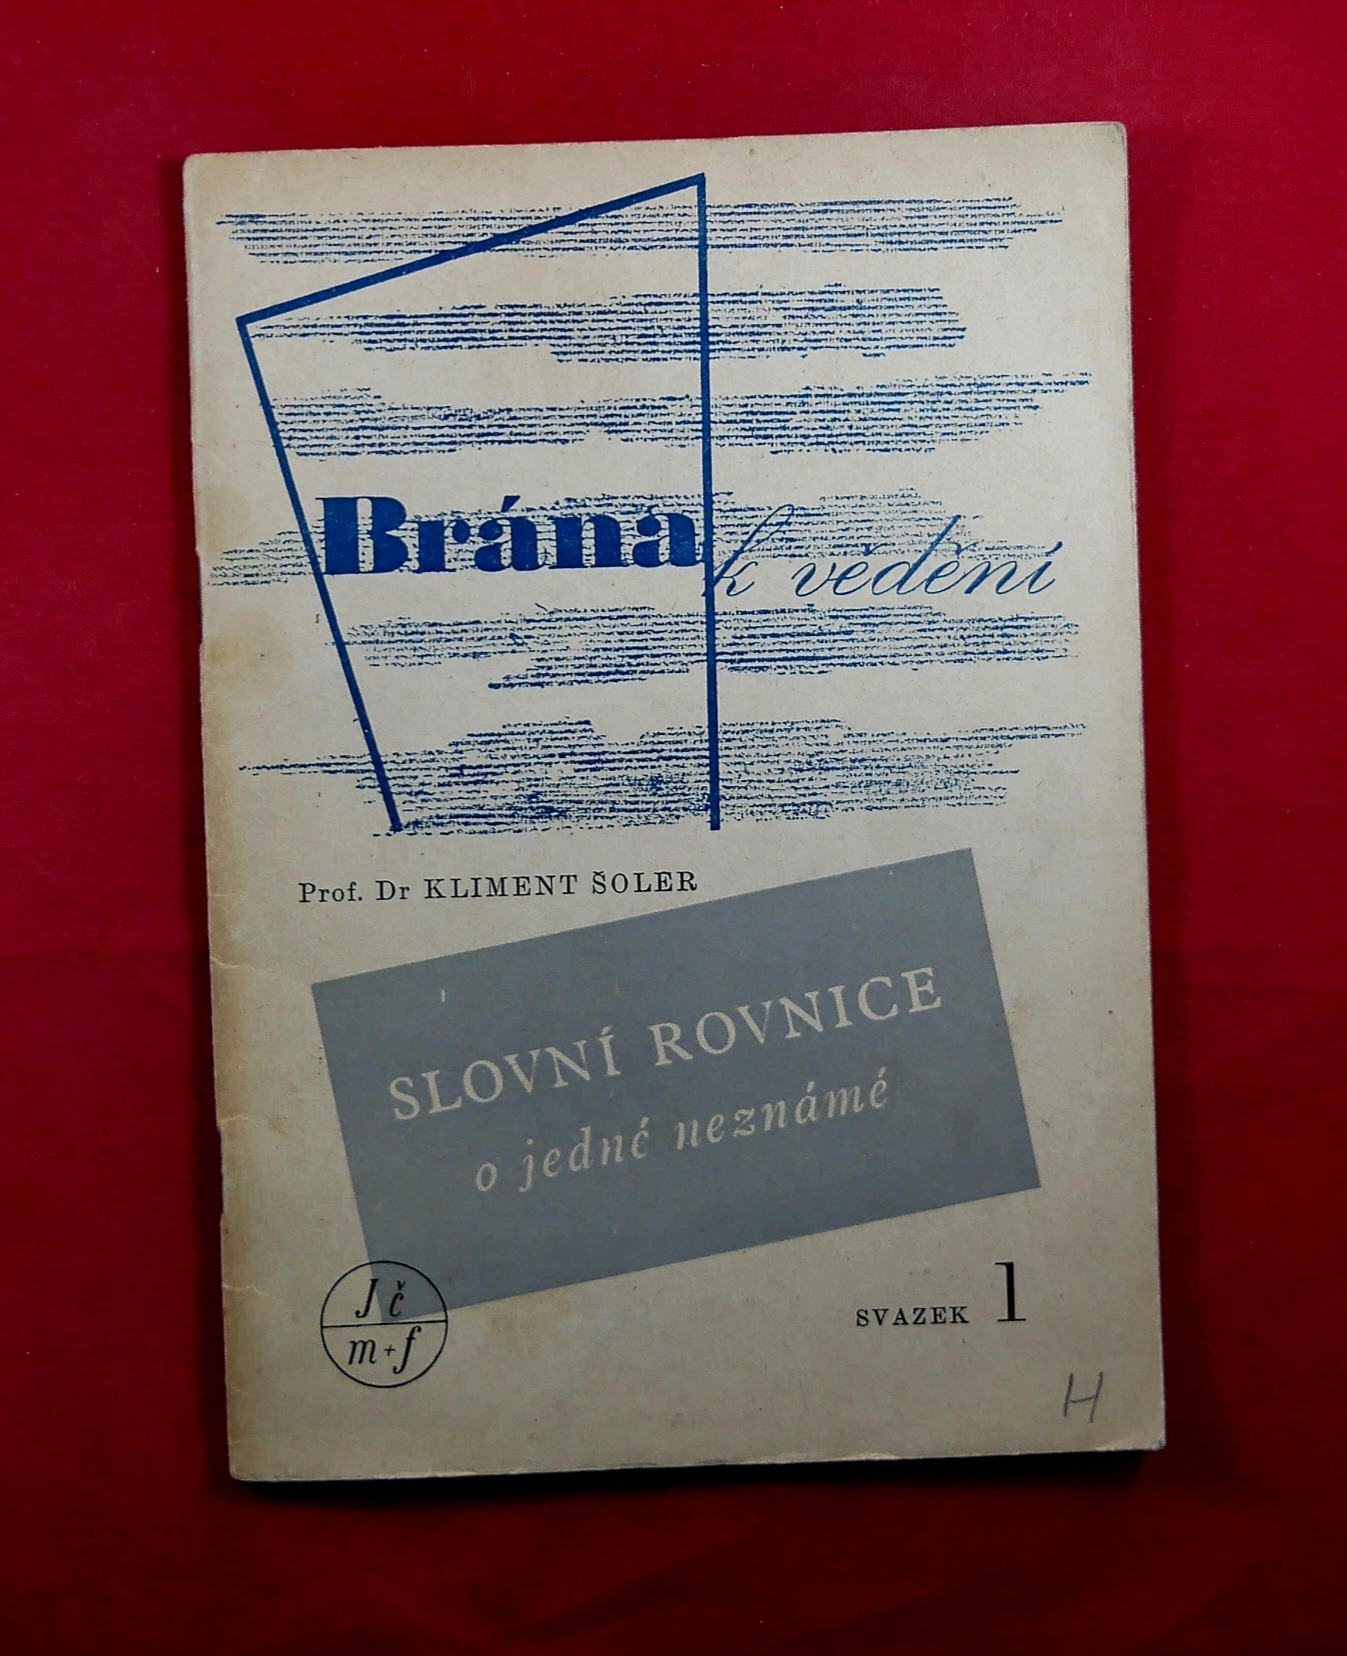 Brána k vědění
Prof. Dr KLIMENT ŠOLER
SLOVNÍ ROVNICE
o jedné neznámé
Jč
m+f
SVAZEK 1
H